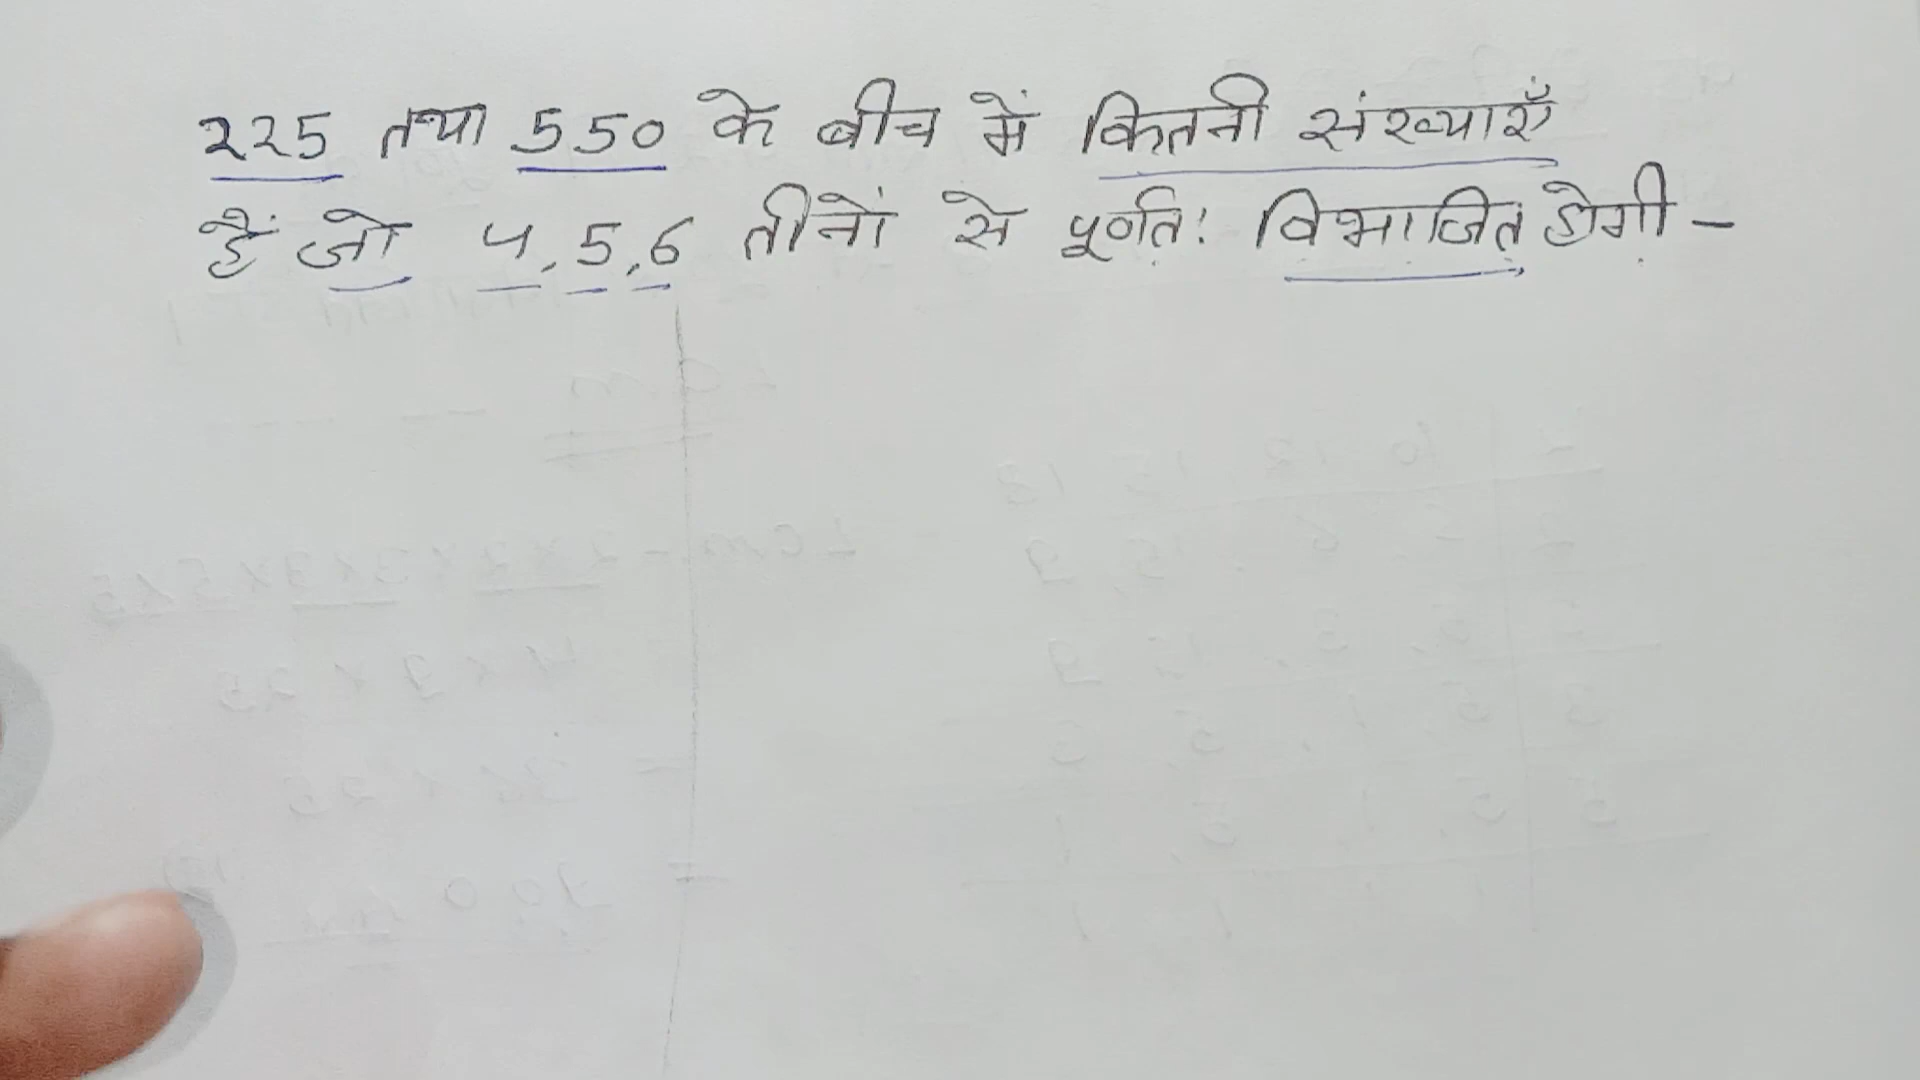 225 तथा 550 के बीच में कितनी संख्याएँ
हैं जो 4, 5, 6 तीनों से पूर्णत: विभाजित होगी -